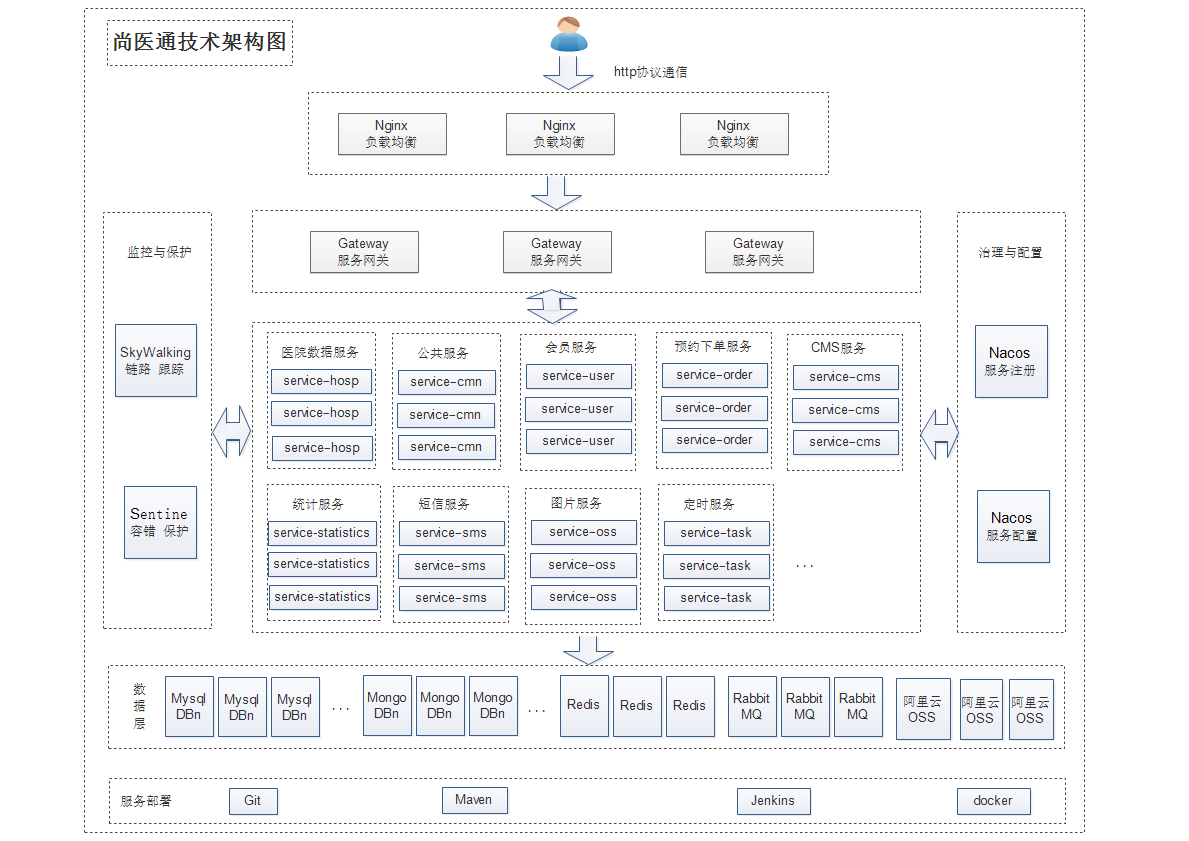 尚医通技术架构图
http协议通信
Nginx
负载均衡
Nginx
负载均衡
Nginx
负载均衡
Gateway
服务网关
Gateway
服务网关
Gateway
服务网关
监控与保护
SkyWalking
链路 跟踪
Sentine
容错 保护
医院数据服务
service-hosp
service-hosp
service-hosp
公共服务
service-cmn
service-cmn
service-cmn
会员服务
service-user
service-user
service-user
预约下单服务
service-order
service-order
service-order
CMS服务
service-cms
service-cms
service-cms
统计服务
service-statistics
service-statistics
service-statistics
短信服务
service-sms
service-sms
service-sms
图片服务
service-oss
service-oss
service-oss
定时服务
service-task
service-task
service-task
...
治理与配置
Nacos
服务注册
Nacos
服务配置
数
据
层
Mysql
DBn
Mysql
DBn
Mysql
DBn
...
Mongo
DBn
Mongo
DBn
Mongo
DBn
...
Redis
Redis
Redis
Rabbit
MQ
Rabbit
MQ
Rabbit
MQ
阿里云
OSS
阿里云
OSS
阿里云
OSS
服务部署
Git
Maven
Jenkins
docker